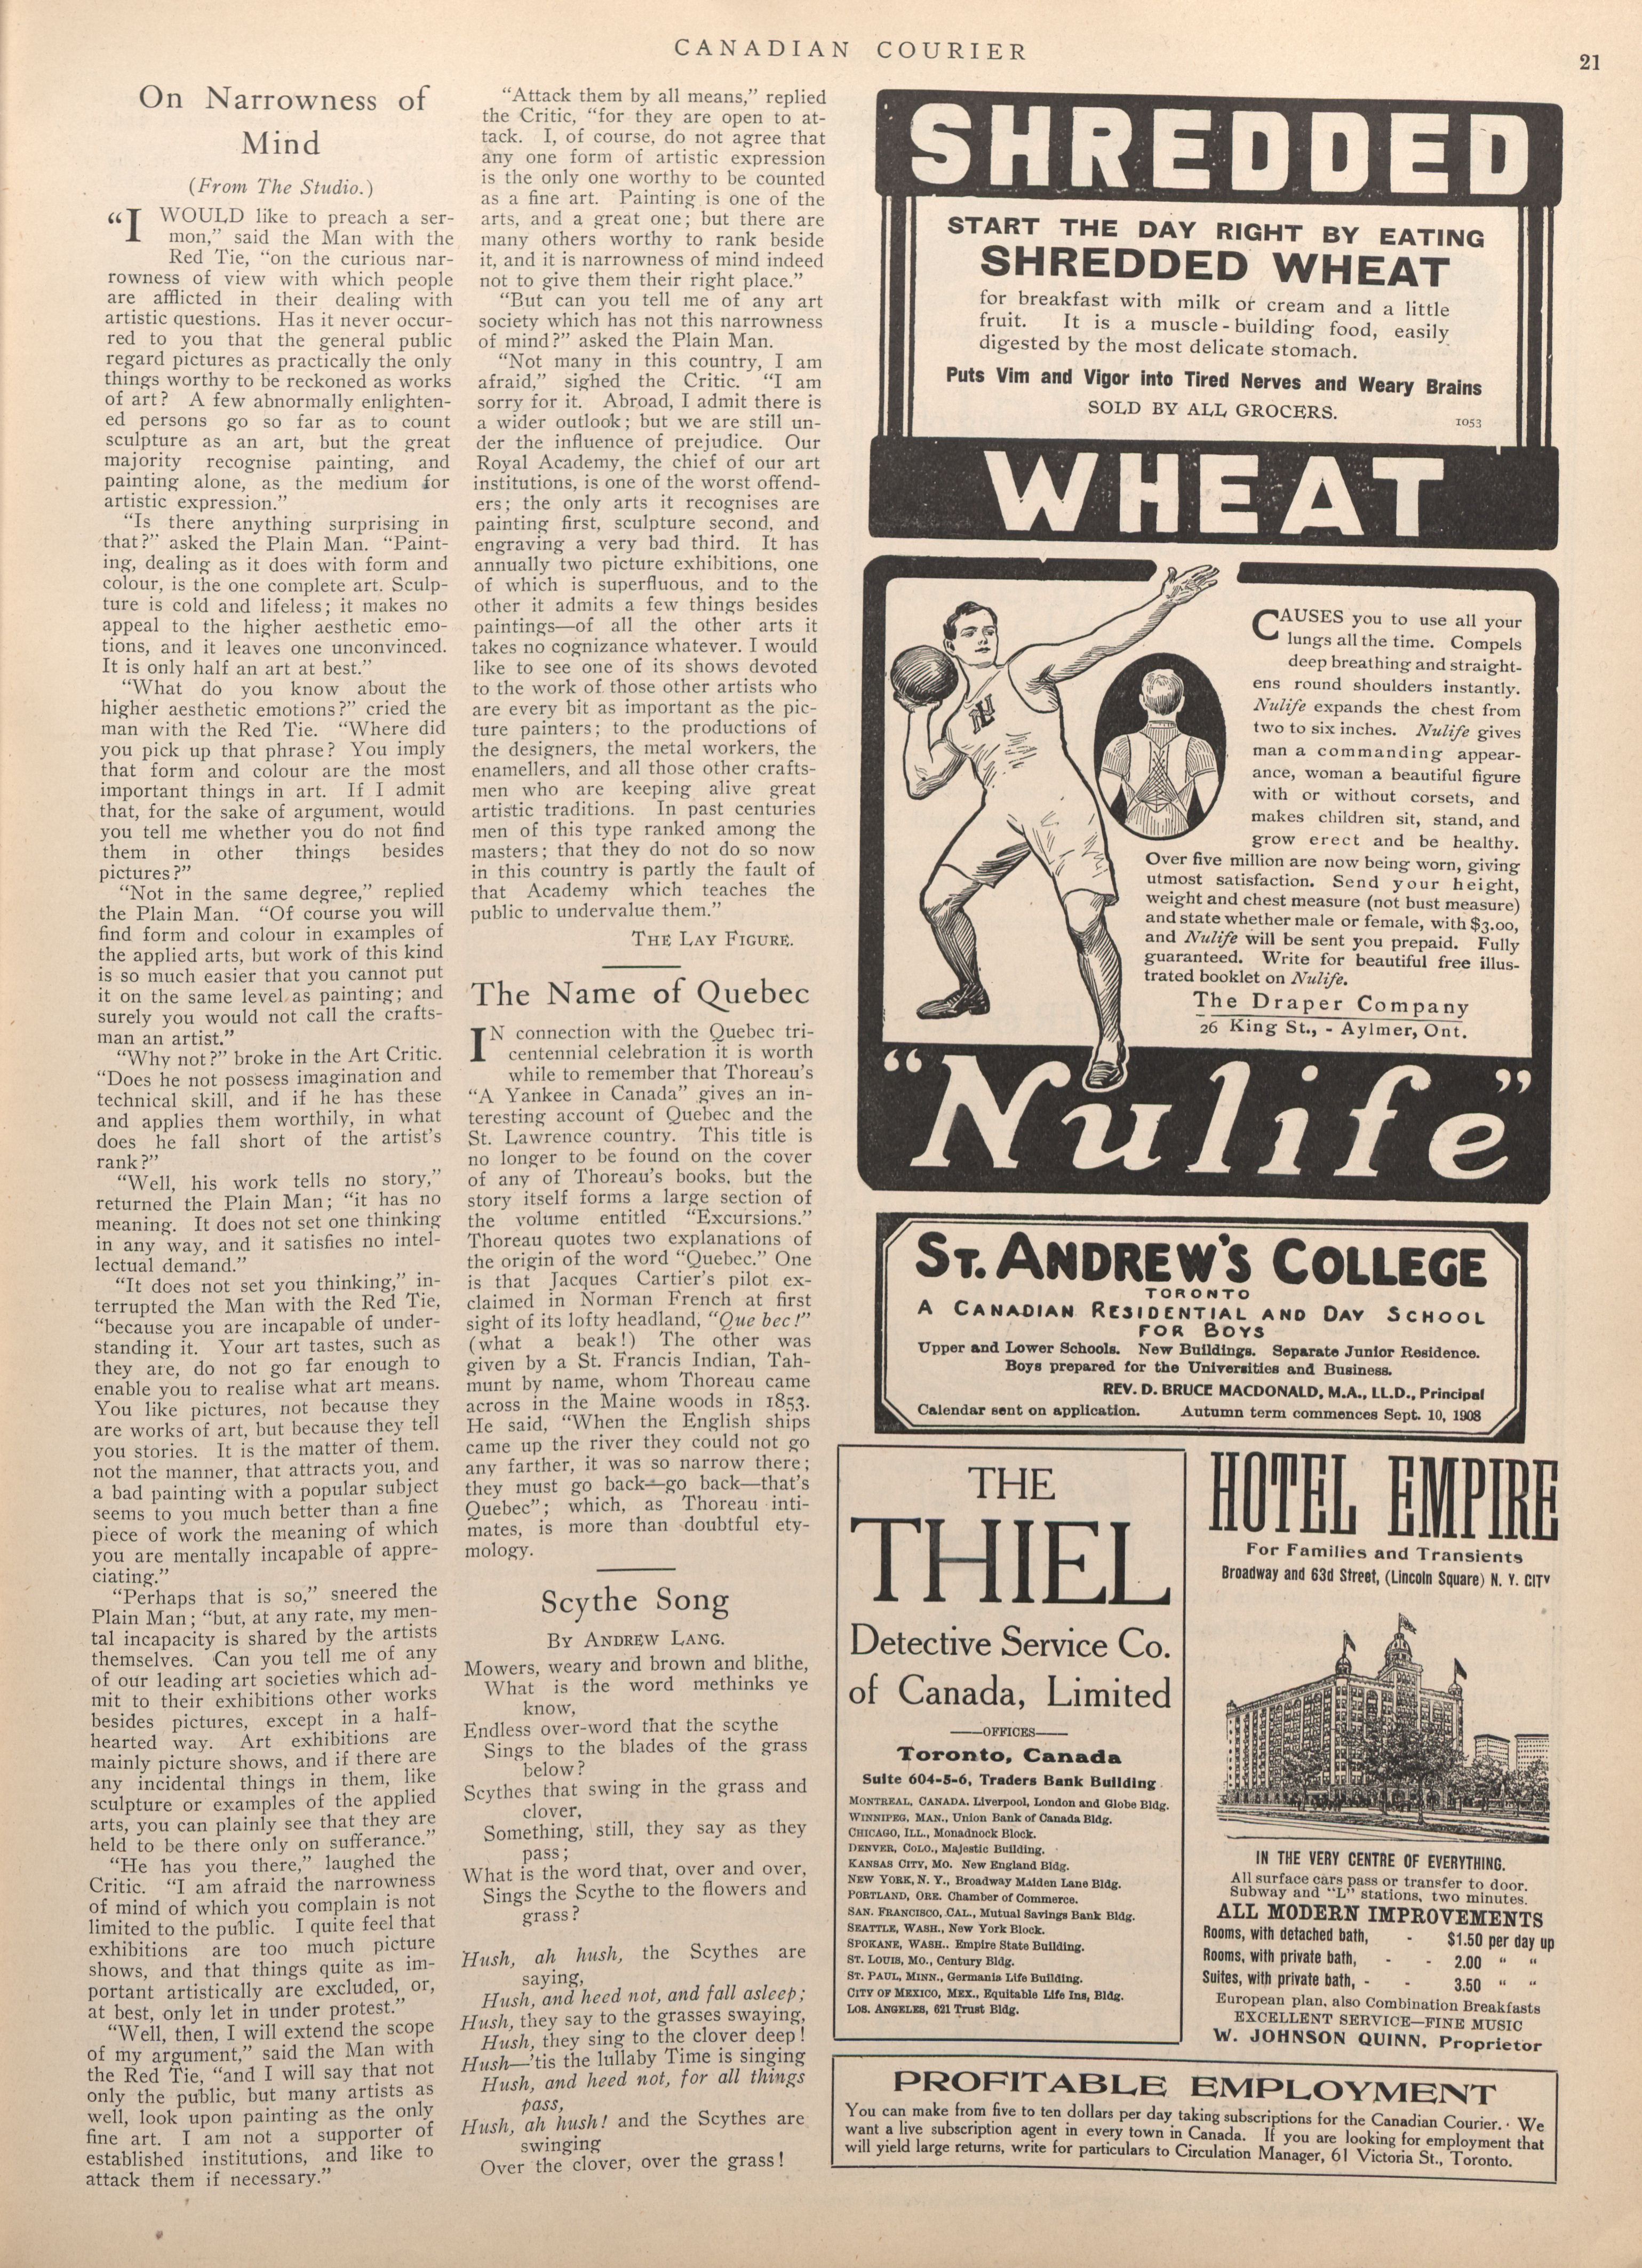 CANADIAN COURIER
21
On Narrowness of
Mind
(From The Studio.)
"I WOULD like to preach a ser-
mon," said the Man with the
Red Tie, "on the curious nar-
rowness of view with which people
are afflicted in their dealing with
artistic questions. Has it never occur-
red to you that the general public
regard pictures as practically the only
things worthy to be reckoned as works
of art? A few abnormally enlighten-
ed persons go so far as to count
sculpture as an art, but the great
majority recognise painting, and
painting alone, as the medium for
artistic expression."
"Is there anything surprising in
that?" asked the Plain Man. "Paint-
ing, dealing as it does with form and
colour, is the one complete art. Sculp-
ture is cold and lifeless; it makes no
appeal to the higher aesthetic emo-
tions, and it leaves one unconvinced.
It is only half an art at best."
"What do you know about the
higher aesthetic emotions?" cried the
man with the Red Tie. "Where did
you pick up that phrase? You imply
that form and colour are the most
important things in art. If I admit
that, for the sake of argument, would
you tell me whether you do not find
them in other things besides
pictures?"
"Not in the same degree," replied
the Plain Man. "Of course you will
find form and colour in examples of
the applied arts, but work of this kind
is so much easier that you cannot put
it on the same level as painting; and
surely you would not call the crafts-
man an artist."
"Why not?" broke in the Art Critic.
"Does he not possess imagination and
technical skill, and if he has these
and applies them worthily, in what
does he fall short of the artist's
rank?"
"Well, his work tells no story,"
returned the Plain Man; "it has no
meaning. It does not set one thinking
in any way, and it satisfies no intel-
lectual demand."
"It does not set you thinking," in-
terrupted the Man with the Red Tie,
"because you are incapable of under-
standing it. Your art tastes, such as
they are, do not go far enough to
enable you to realise what art means.
You like pictures, not because they
are works of art, but because they tell
you stories. It is the matter of them,
not the manner, that attracts you, and
a bad painting with a popular subject
seems to you much better than a fine
piece of work the meaning of which
you are mentally incapable of appre-
ciating."
"Perhaps that is so," sneered the
Plain Man; "but, at any rate, my men-
tal incapacity is shared by the artists
themselves. Can you tell me of any
of our leading art societies which ad-
mit to their exhibitions other works
besides pictures, except in a half-
hearted way. Art exhibitions are
mainly picture shows, and if there are
any incidental things in them, like
sculpture or examples of the applied
arts, you can plainly see that they are
held to be there only on sufferance."
"He has you there," laughed the
Critic. "I am afraid the narrowness
of mind of which you complain is not
limited to the public. I quite feel that
exhibitions are too much picture
shows, and that things quite as im-
portant artistically are excluded, or,
at best, only let in under protest."
"Well, then, I will extend the scope
of my argument," said the Man with
the Red Tie, "and I will say that not
only the public, but many artists as
well, look upon painting as the only
fine art. I am not a supporter of
established institutions, and like to
attack them if necessary."
"Attack them by all means," replied
the Critic, "for they are open to at-
tack. I, of course, do not agree that
any one form of artistic expression
is the only one worthy to be counted
as a fine art. Painting is one of the
arts, and a great one; but there are
many others worthy to rank beside
it, and it is narrowness of mind indeed
not to give them their right place."
"But can you tell me of any art
society which has not this narrowness
of mind?" asked the Plain Man.
"Not many in this country, I am
afraid," sighed the Critic. "I am
sorry for it. Abroad, I admit there is
a wider outlook; but we are still un-
der the influence of prejudice. Our
Royal Academy, the chief of our art
institutions, is one of the worst offend-
ers; the only arts it recognises are
painting first, sculpture second, and
engraving a very bad third. It has
annually two picture exhibitions, one
of which is superfluous, and to the
other it admits a few things besides
paintings—of all the other arts it
takes no cognizance whatever. I would
like to see one of its shows devoted
to the work of those other artists who
are every bit as important as the pic-
ture painters; to the productions of
the designers, the metal workers, the
enamellers, and all those other crafts-
men who are keeping alive great
artistic traditions. In past centuries
men of this type ranked among the
masters; that they do not do so now
in this country is partly the fault of
that Academy which teaches the
public to undervalue them."
THE LAY FIGURE.
The Name of Quebec
IN connection with the Quebec tri-
centennial celebration it is worth
while to remember that Thoreau's
"A Yankee in Canada" gives an in-
teresting account of Quebec and the
St. Lawrence country. This title is
no longer to be found on the cover
of any of Thoreau's books, but the
story itself forms a large section of
the volume entitled "Excursions."
Thoreau quotes two explanations of
the origin of the word "Quebec." One
is that Jacques Cartier's pilot ex-
claimed in Norman French at first
sight of its lofty headland, "Que bec!"
(what a beak!) The other was
given by a St. Francis Indian, Tah-
munt by name, whom Thoreau came
across in the Maine woods in 1853.
He said, "When the English ships
came up the river they could not go
any farther, it was so narrow there;
they must go back—go back—that's
Quebec"; which, as Thoreau inti-
mates, is more than doubtful ety-
mology.
Scythe Song
BY ANDREW LANG.
Mowers, weary and brown and blithe,
What is the word methinks ye
know,
Endless over-word that the scythe
Sings to the blades of the grass
below?
Scythes that swing in the grass and
clover,
Something, still, they say as they
pass;
What is the word that, over and over,
Sings the Scythe to the flowers and
grass?
Hush, ah hush, the Scythes are
saying,
Hush, and heed not, and fall asleep;
Hush, they say to the grasses swaying,
Hush, they sing to the clover deep!
Hush—'tis the lullaby Time is singing
Hush, and heed not, for all things
pass,
Hush, ah hush! and the Scythes are
swinging
Over the clover, over the grass!
SHREDDED
START THE DAY RIGHT BY EATING
SHREDDED WHEAT
for breakfast with milk or cream and a little
fruit. It is a muscle-building food, easily
digested by the most delicate stomach.
Puts Vim and Vigor into Tired Nerves and Weary Brains
SOLD BY ALL GROCERS.
1053
WHEAT
CAUSES you to use all your
lungs all the time. Compels
deep breathing and straight-
ens round shoulders instantly.
Nulife expands the chest from
two to six inches. Nulife gives
man a commanding appear-
ance, woman a beautiful figure
with or without corsets, and
makes children sit, stand, and
grow erect and be healthy.
Over five million are now being worn, giving
utmost satisfaction. Send your height,
weight and chest measure (not bust measure)
and state whether male or female, with $3.00,
and Nulife will be sent you prepaid. Fully
guaranteed. Write for beautiful free illus-
trated booklet on Nulife.
The Draper Company
26 King St., - Aylmer, Ont.
"Nulife"
ST. ANDREW'S COLLEGE
TORONTO
A CANADIAN RESIDENTIAL AND DAY SCHOOL
FOR BOYS
Upper and Lower Schools. New Buildings. Separate Junior Residence.
Boys prepared for the Universities and Business.
REV. D. BRUCE MACDONALD, M.A., LL.D., Principal
Calendar sent on application. Autumn term commences Sept. 10, 1908
THE
THIEL
Detective Service Co.
of Canada, Limited
——OFFICES——
Toronto, Canada
Suite 604-5-6, Traders Bank Building
MONTREAL, CANADA. Liverpool, London and Globe Bldg.
WINNIPEG, MAN., Union Bank of Canada Bldg.
CHICAGO, ILL., Monadnock Block.
DENVER, COLO., Majestic Building.
KANSAS CITY, MO. New England Bldg.
NEW YORK, N. Y., Broadway Maiden Lane Bldg.
PORTLAND, ORE. Chamber of Commerce.
SAN. FRANCISCO, CAL., Mutual Savings Bank Bldg.
SEATTLE, WASH., New York Block.
SPOKANE, WASH.. Empire State Building.
ST. LOUIS, MO., Century Bldg.
ST. PAUL, MINN., Germania Life Building.
CITY OF MEXICO, MEX., Equitable Life Ins, Bldg.
LOS. ANGELES, 621 Trust Bldg.
HOTEL EMPIRE
For Families and Transients
Broadway and 63d Street, (Lincoln Square) N. Y. CITY
IN THE VERY CENTRE OF EVERYTHING.
All surface cars pass or transfer to door.
Subway and "L" stations, two minutes.
ALL MODERN IMPROVEMENTS
Rooms, with detached bath, - $1.50 per day up
Rooms, with private bath, - - 2.00 " "
Suites, with private bath, - - 3.50 " "
European plan, also Combination Breakfasts
EXCELLENT SERVICE—FINE MUSIC
W. JOHNSON QUINN, Proprietor
PROFITABLE EMPLOYMENT
You can make from five to ten dollars per day taking subscriptions for the Canadian Courier. We
want a live subscription agent in every town in Canada. If you are looking for employment that
will yield large returns, write for particulars to Circulation Manager, 61 Victoria St., Toronto.